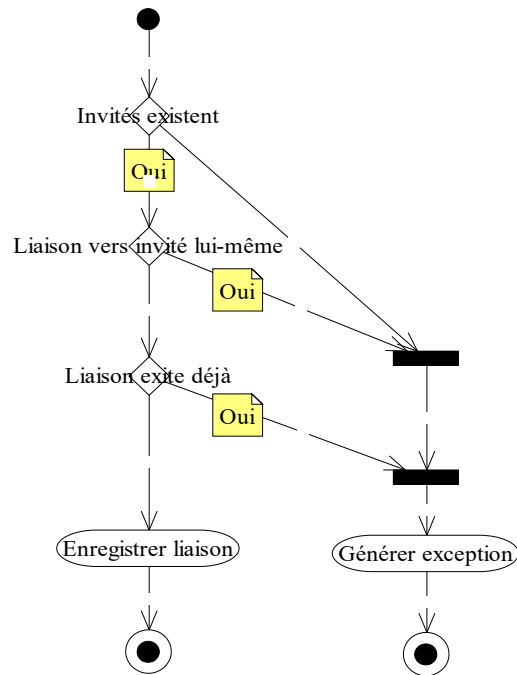 Invités existent
Oui
Liaison vers invité lui-même
Oui
Liaison exite déjà
Oui
Enregistrer liaison
Générer exception